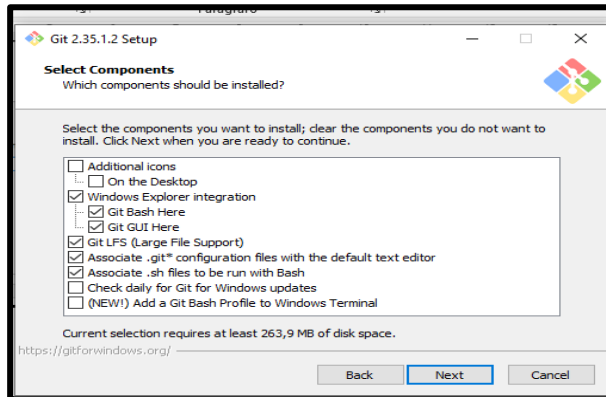 Git 2.35.1.2 Setup
Select Components
Which components should be installed?
Select the components you want to install; clear the components you do not want to
install. Click Next when you are ready to continue.
Additional icons
On the Desktop
Windows Explorer integration
Git Bash Here
Git GUI Here
Git LFS (Large File Support)
Associate .git* configuration files with the default text editor
Associate .sh files to be run with Bash
Check daily for Git for Windows updates
(NEW!) Add a Git Bash Profile to Windows Terminal
Current selection requires at least 263,9 MB of disk space.
https://gitforwindows.org/
Back Next Cancel